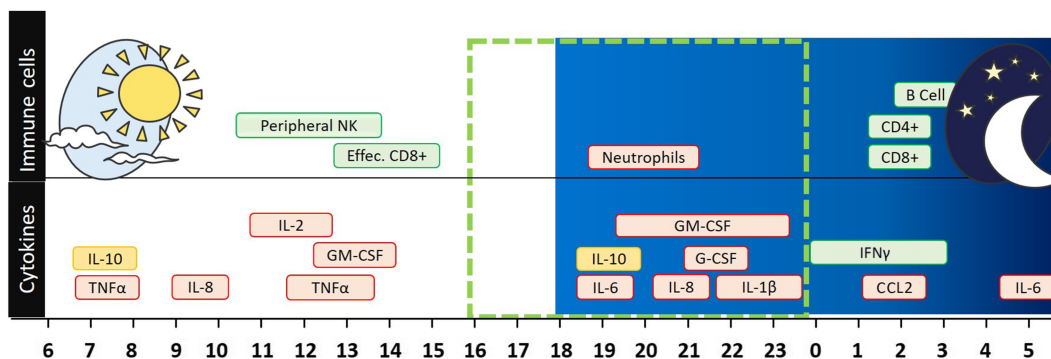 Immune cells
Peripheral NK
Effec. CD8+
Neutrophils
B Cell
CD4+
CD8+
Cytokines
IL-2
GM-CSF
GM-CSF
IL-10
IL-10
G-CSF
IFNγ
TNFα
IL-8
TNFα
IL-6
IL-8
IL-1β
CCL2
IL-6
6 7 8 9 10 11 12 13 14 15 16 17 18 19 20 21 22 23 0 1 2 3 4 5